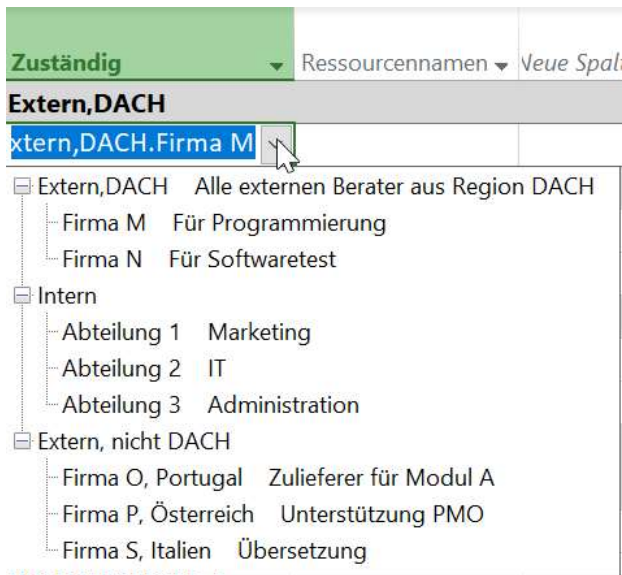 Zuständig Ressourcennamen Neue Spal
Extern,DACH
xtern,DACH.Firma M
Extern,DACH Alle externen Berater aus Region DACH
Firma M Für Programmierung
Firma N Für Softwaretest
Intern
Abteilung 1 Marketing
Abteilung 2 IT
Abteilung 3 Administration
Extern, nicht DACH
Firma O, Portugal Zulieferer für Modul A
Firma P, Österreich Unterstützung PMO
Firma S, Italien Übersetzung